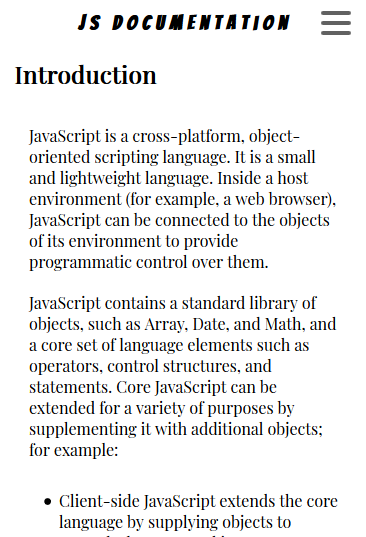 JS DOCUMENTATION
Introduction
JavaScript is a cross-platform, object-
oriented scripting language. It is a small
and lightweight language. Inside a host
environment (for example, a web browser),
JavaScript can be connected to the objects
of its environment to provide
programmatic control over them.
JavaScript contains a standard library of
objects, such as Array, Date, and Math, and
a core set of language elements such as
operators, control structures, and
statements. Core JavaScript can be
extended for a variety of purposes by
supplementing it with additional objects;
for example:
• Client-side JavaScript extends the core
language by supplying objects to